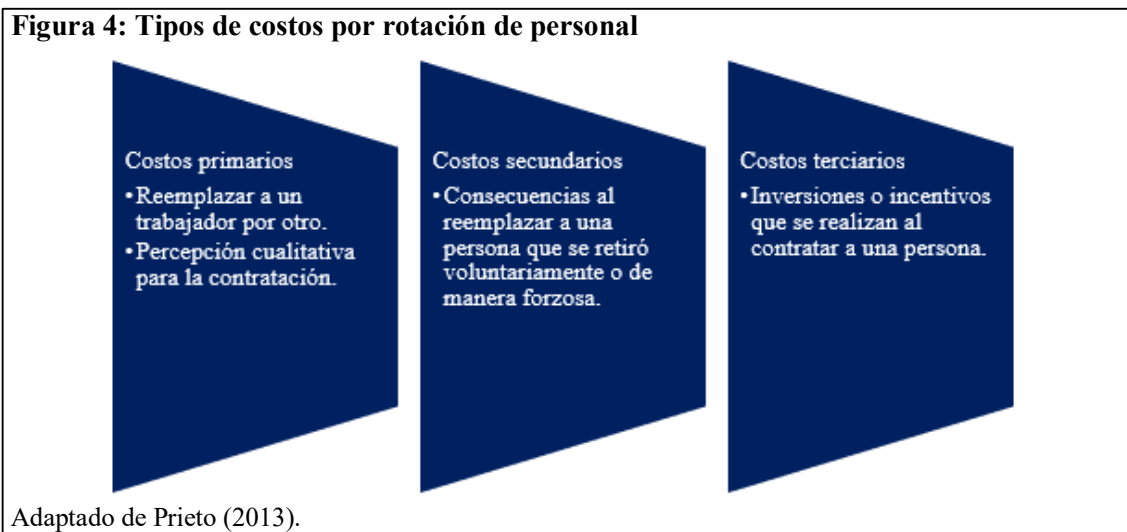 Figura 4: Tipos de costos por rotación de personal
Costos primarios
•Reemplazar a un
trabajador por otro.
•Percepción cualitativa
para la contratación.
Costos secundarios
•Consecuencias al
reemplazar a una
persona que se retiró
voluntariamente o de
manera forzosa.
Costos terciarios
•Inversiones o incentivos
que se realizan al
contratar a una persona.
Adaptado de Prieto (2013).